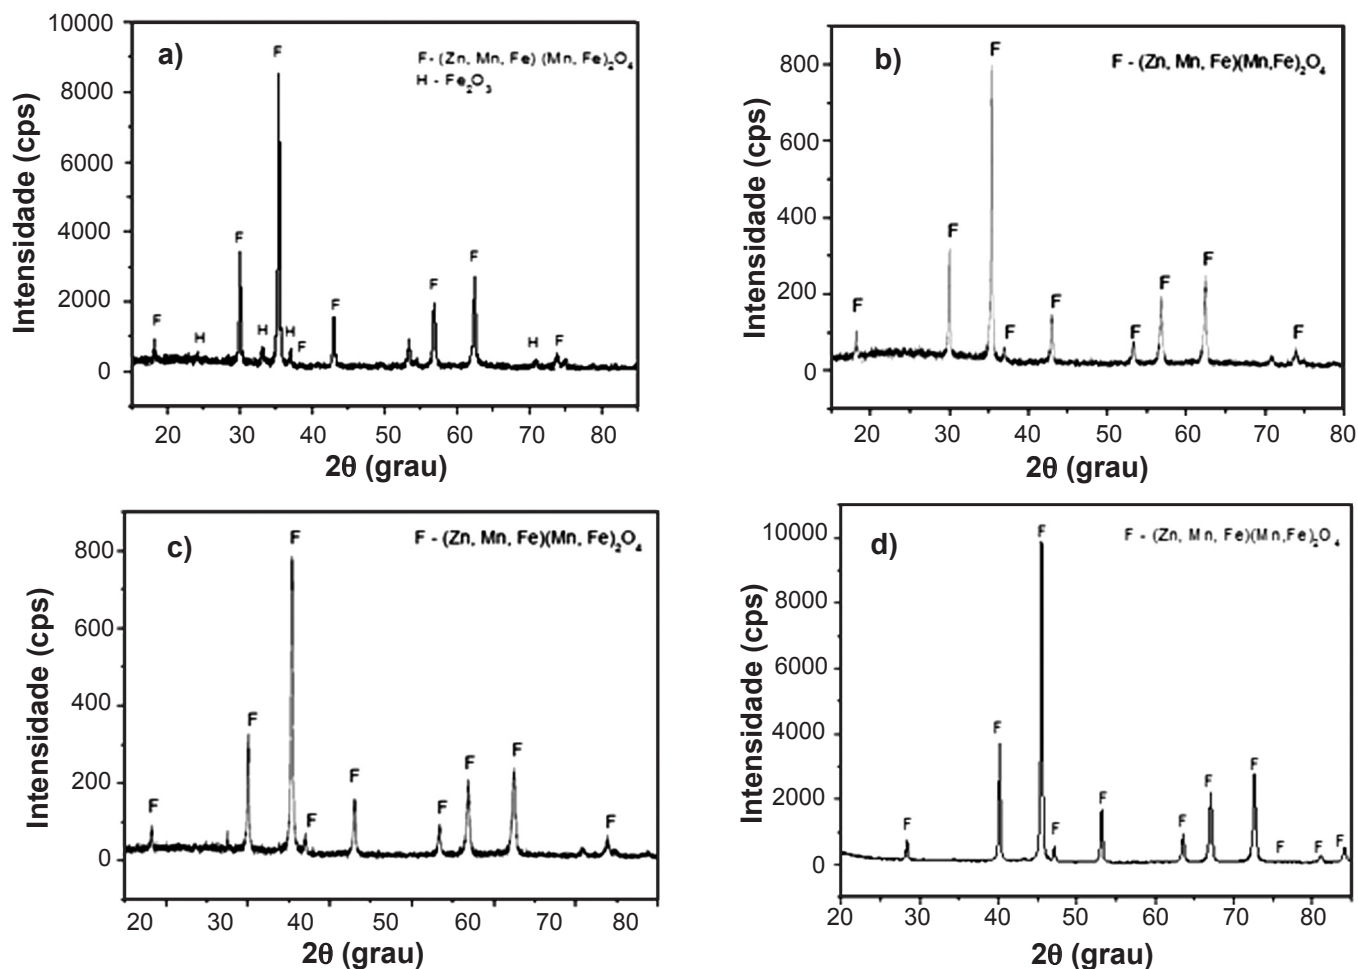 a)
F - (Zn, Mn, Fe) (Mn, Fe)₂O₄
H - Fe₂O₃
Intensidade (cps)
10000
8000
6000
4000
2000
0
F
H
F
H
F
H
F
F
F
F
H
F
20 30 40 50 60 70 80
2θ (grau)
b)
F - (Zn, Mn, Fe)(Mn,Fe)₂O₄
Intensidade (cps)
800
600
400
200
0
F
F
F
F
F
F
F
F
F
20 30 40 50 60 70 80
2θ (grau)
c)
F - (Zn, Mn, Fe)(Mn, Fe)₂O₄
Intensidade (cps)
800
600
400
200
0
F
F
F
F
F
F
F
F
F
20 30 40 50 60 70 80
2θ (grau)
d)
F - (Zn, Mn, Fe)(Mn,Fe)₂O₄
Intensidade (cps)
10000
8000
6000
4000
2000
0
F
F
F
F
F
F
F
F
F
F
F
20 40 50 60 70 80
2θ (grau)